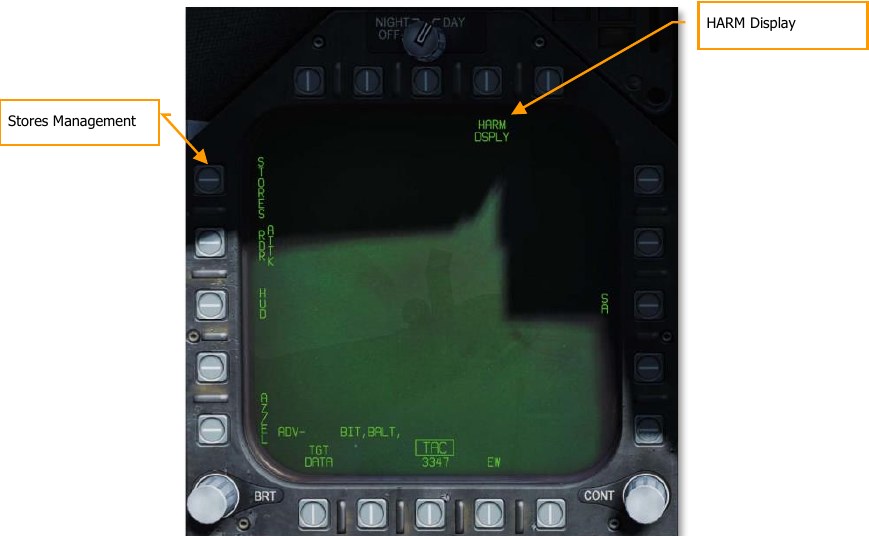 HARM Display
Stores Management
NIGHT
DAY
OFF
HARM
DSPLY
STORES
RDR
ATTK
HUD
SA
AZ/EL
ADV-
BIT,BALT,
TGT
DATA
TAC
3347
EW
BRT
CONT